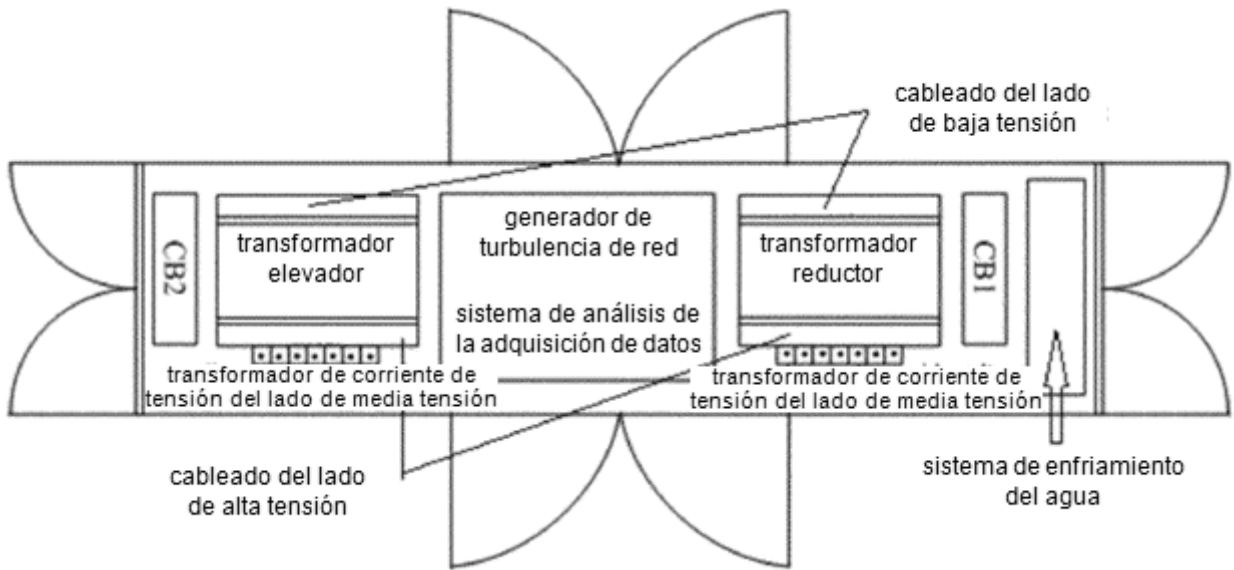 cableado del lado
de baja tensión
CB2
transformador
elevador
generador de
turbulencia de red
sistema de análisis de
la adquisición de datos
transformador
reductor
CB1
transformador de corriente de
tensión del lado de media tensión
transformador de corriente de
tensión del lado de media tensión
cableado del lado
de alta tensión
sistema de enfriamiento
del agua